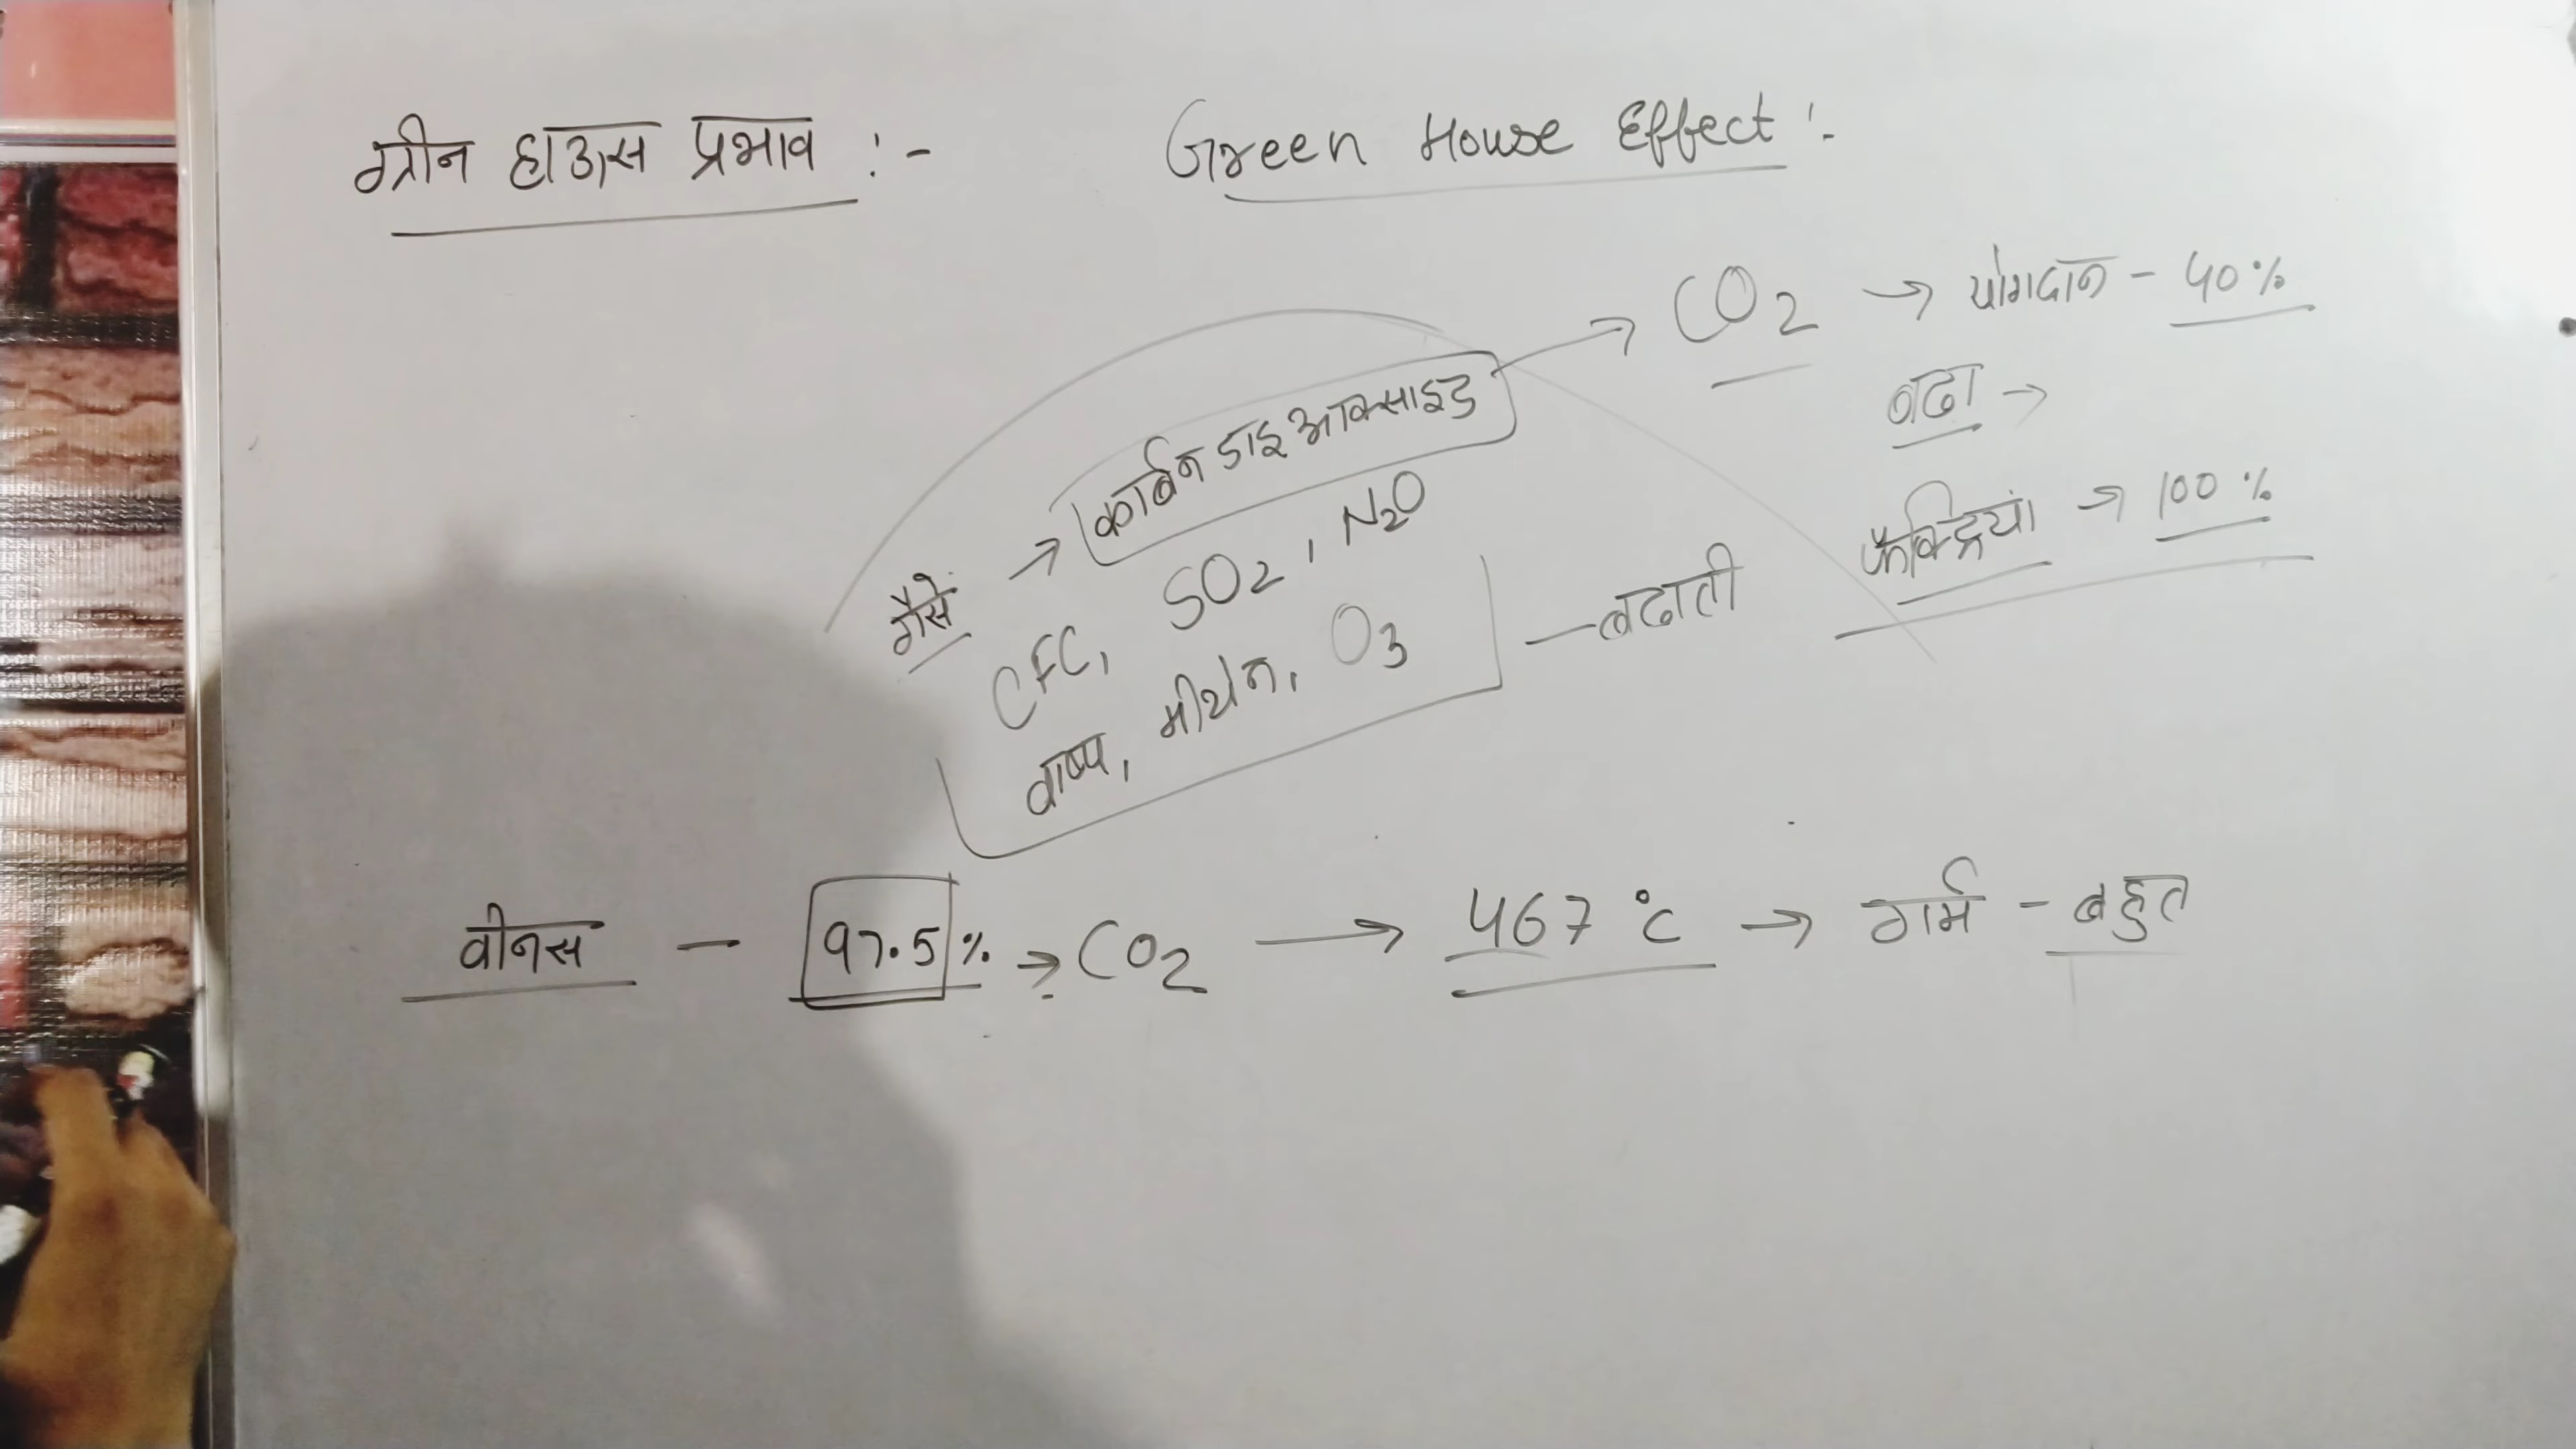 ग्रीन हाउस प्रभाव :- Green House Effect :-
CO2 → योगदान - 40%
बढा →
गैसें → कार्बन डाइ आक्साइड
फैक्ट्रियां → 100 %
CFC, SO2, N2O
वाष्प, मीथेन, O3 — बढाती
वीनस - 97.5% → CO2 → 467 °C → गर्म - बहुत